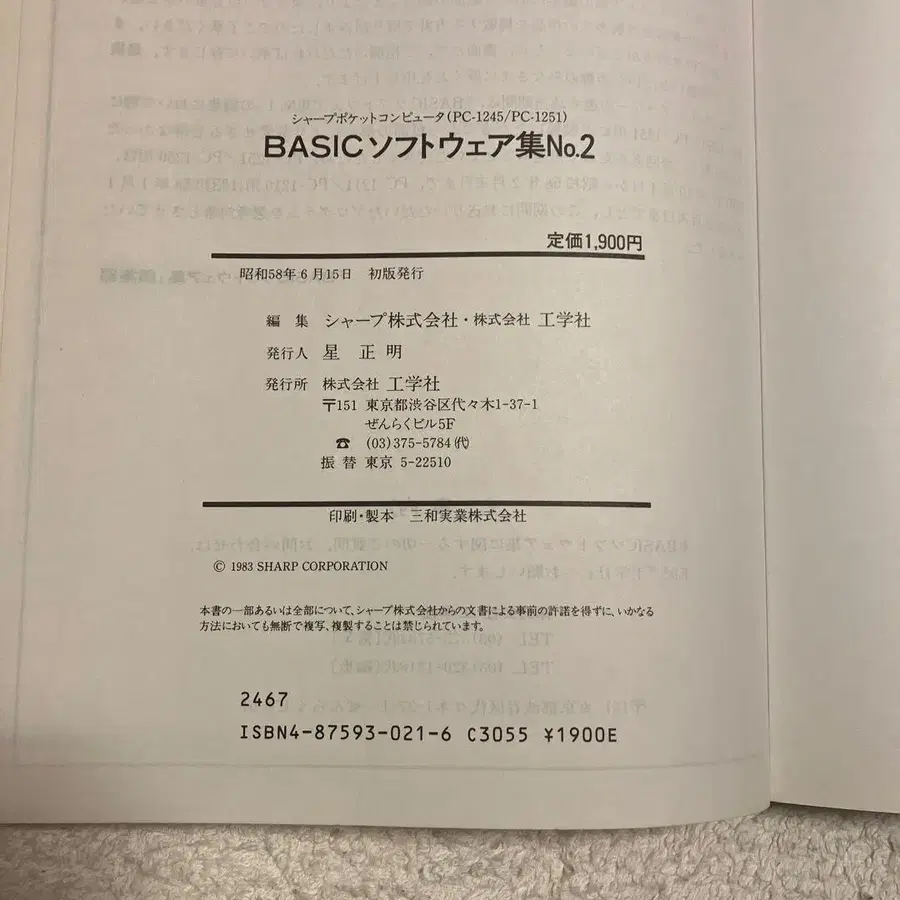 シャープポケットコンピュータ(PC-1245/PC-1251)
BASICソフトウェア集No.2
定価1,900円
昭和58年6月15日 初版発行
編 集 シャープ株式会社・株式会社 工学社
発行人 星 正明
発行所 株式会社 工学社
〒151 東京都渋谷区代々木1-37-1
ぜんらくビル5F
☎ (03)375-5784(代)
振 替 東京 5-22510
印刷・製本 三和実業株式会社
© 1983 SHARP CORPORATION
本書の一部あるいは全部について、シャープ株式会社からの文書による事前の許諾を得ずに、いかなる
方法においても無断で複写、複製することは禁じられています。
2467
ISBN4-87593-021-6 C3055 ¥1900E